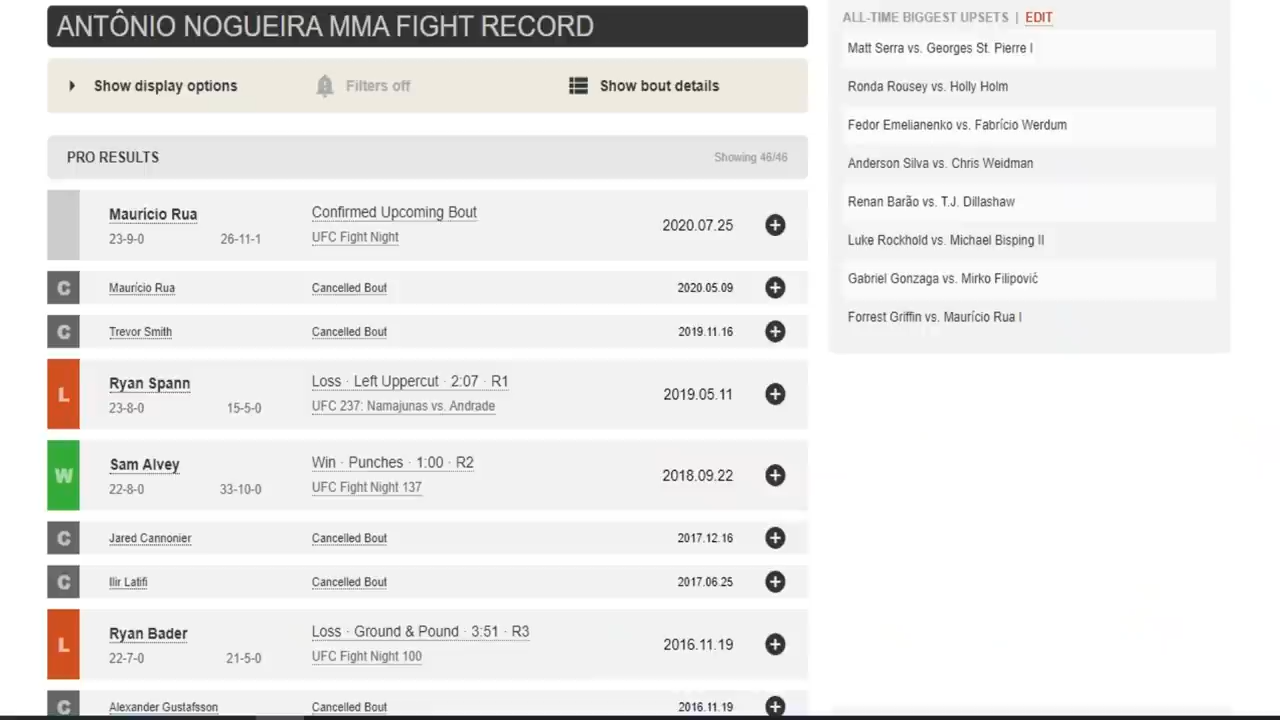 ANTÔNIO NOGUEIRA MMA FIGHT RECORD
Show display options
Filters off
Show bout details
PRO RESULTS
Showing 46/46
Maurício Rua
Confirmed Upcoming Bout
2020.07.25
23-9-0
26-11-1
UFC Fight Night
C
Maurício Rua
Cancelled Bout
2020.05.09
C
Trevor Smith
Cancelled Bout
2019.11.16
L
Ryan Spann
Loss · Left Uppercut · 2:07 · R1
2019.05.11
23-8-0
15-5-0
UFC 237: Namajunas vs. Andrade
W
Sam Alvey
Win · Punches · 1:00 · R2
2018.09.22
22-8-0
33-10-0
UFC Fight Night 137
C
Jared Cannonier
Cancelled Bout
2017.12.16
C
Ilir Latifi
Cancelled Bout
2017.06.25
L
Ryan Bader
Loss · Ground & Pound · 3:51 · R3
2016.11.19
22-7-0
21-5-0
UFC Fight Night 100
C
Alexander Gustafsson
Cancelled Bout
2016.11.19
ALL-TIME BIGGEST UPSETS | EDIT
Matt Serra vs. Georges St. Pierre I
Ronda Rousey vs. Holly Holm
Fedor Emelianenko vs. Fabrício Werdum
Anderson Silva vs. Chris Weidman
Renan Barão vs. T.J. Dillashaw
Luke Rockhold vs. Michael Bisping II
Gabriel Gonzaga vs. Mirko Filipović
Forrest Griffin vs. Maurício Rua I